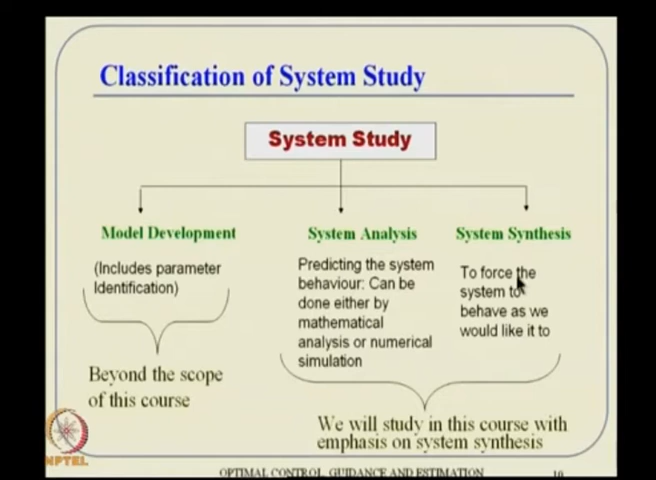 Classification of System Study
System Study
Model Development
(Includes parameter
Identification)
Beyond the scope
of this course
System Analysis
Predicting the system
behaviour: Can be
done either by
mathematical
analysis or numerical
simulation
System Synthesis
To force the
system to
behave as we
would like it to
We will study in this course with
emphasis on system synthesis
NPTEL
OPTIMAL CONTROL, GUIDANCE AND ESTIMATION
10